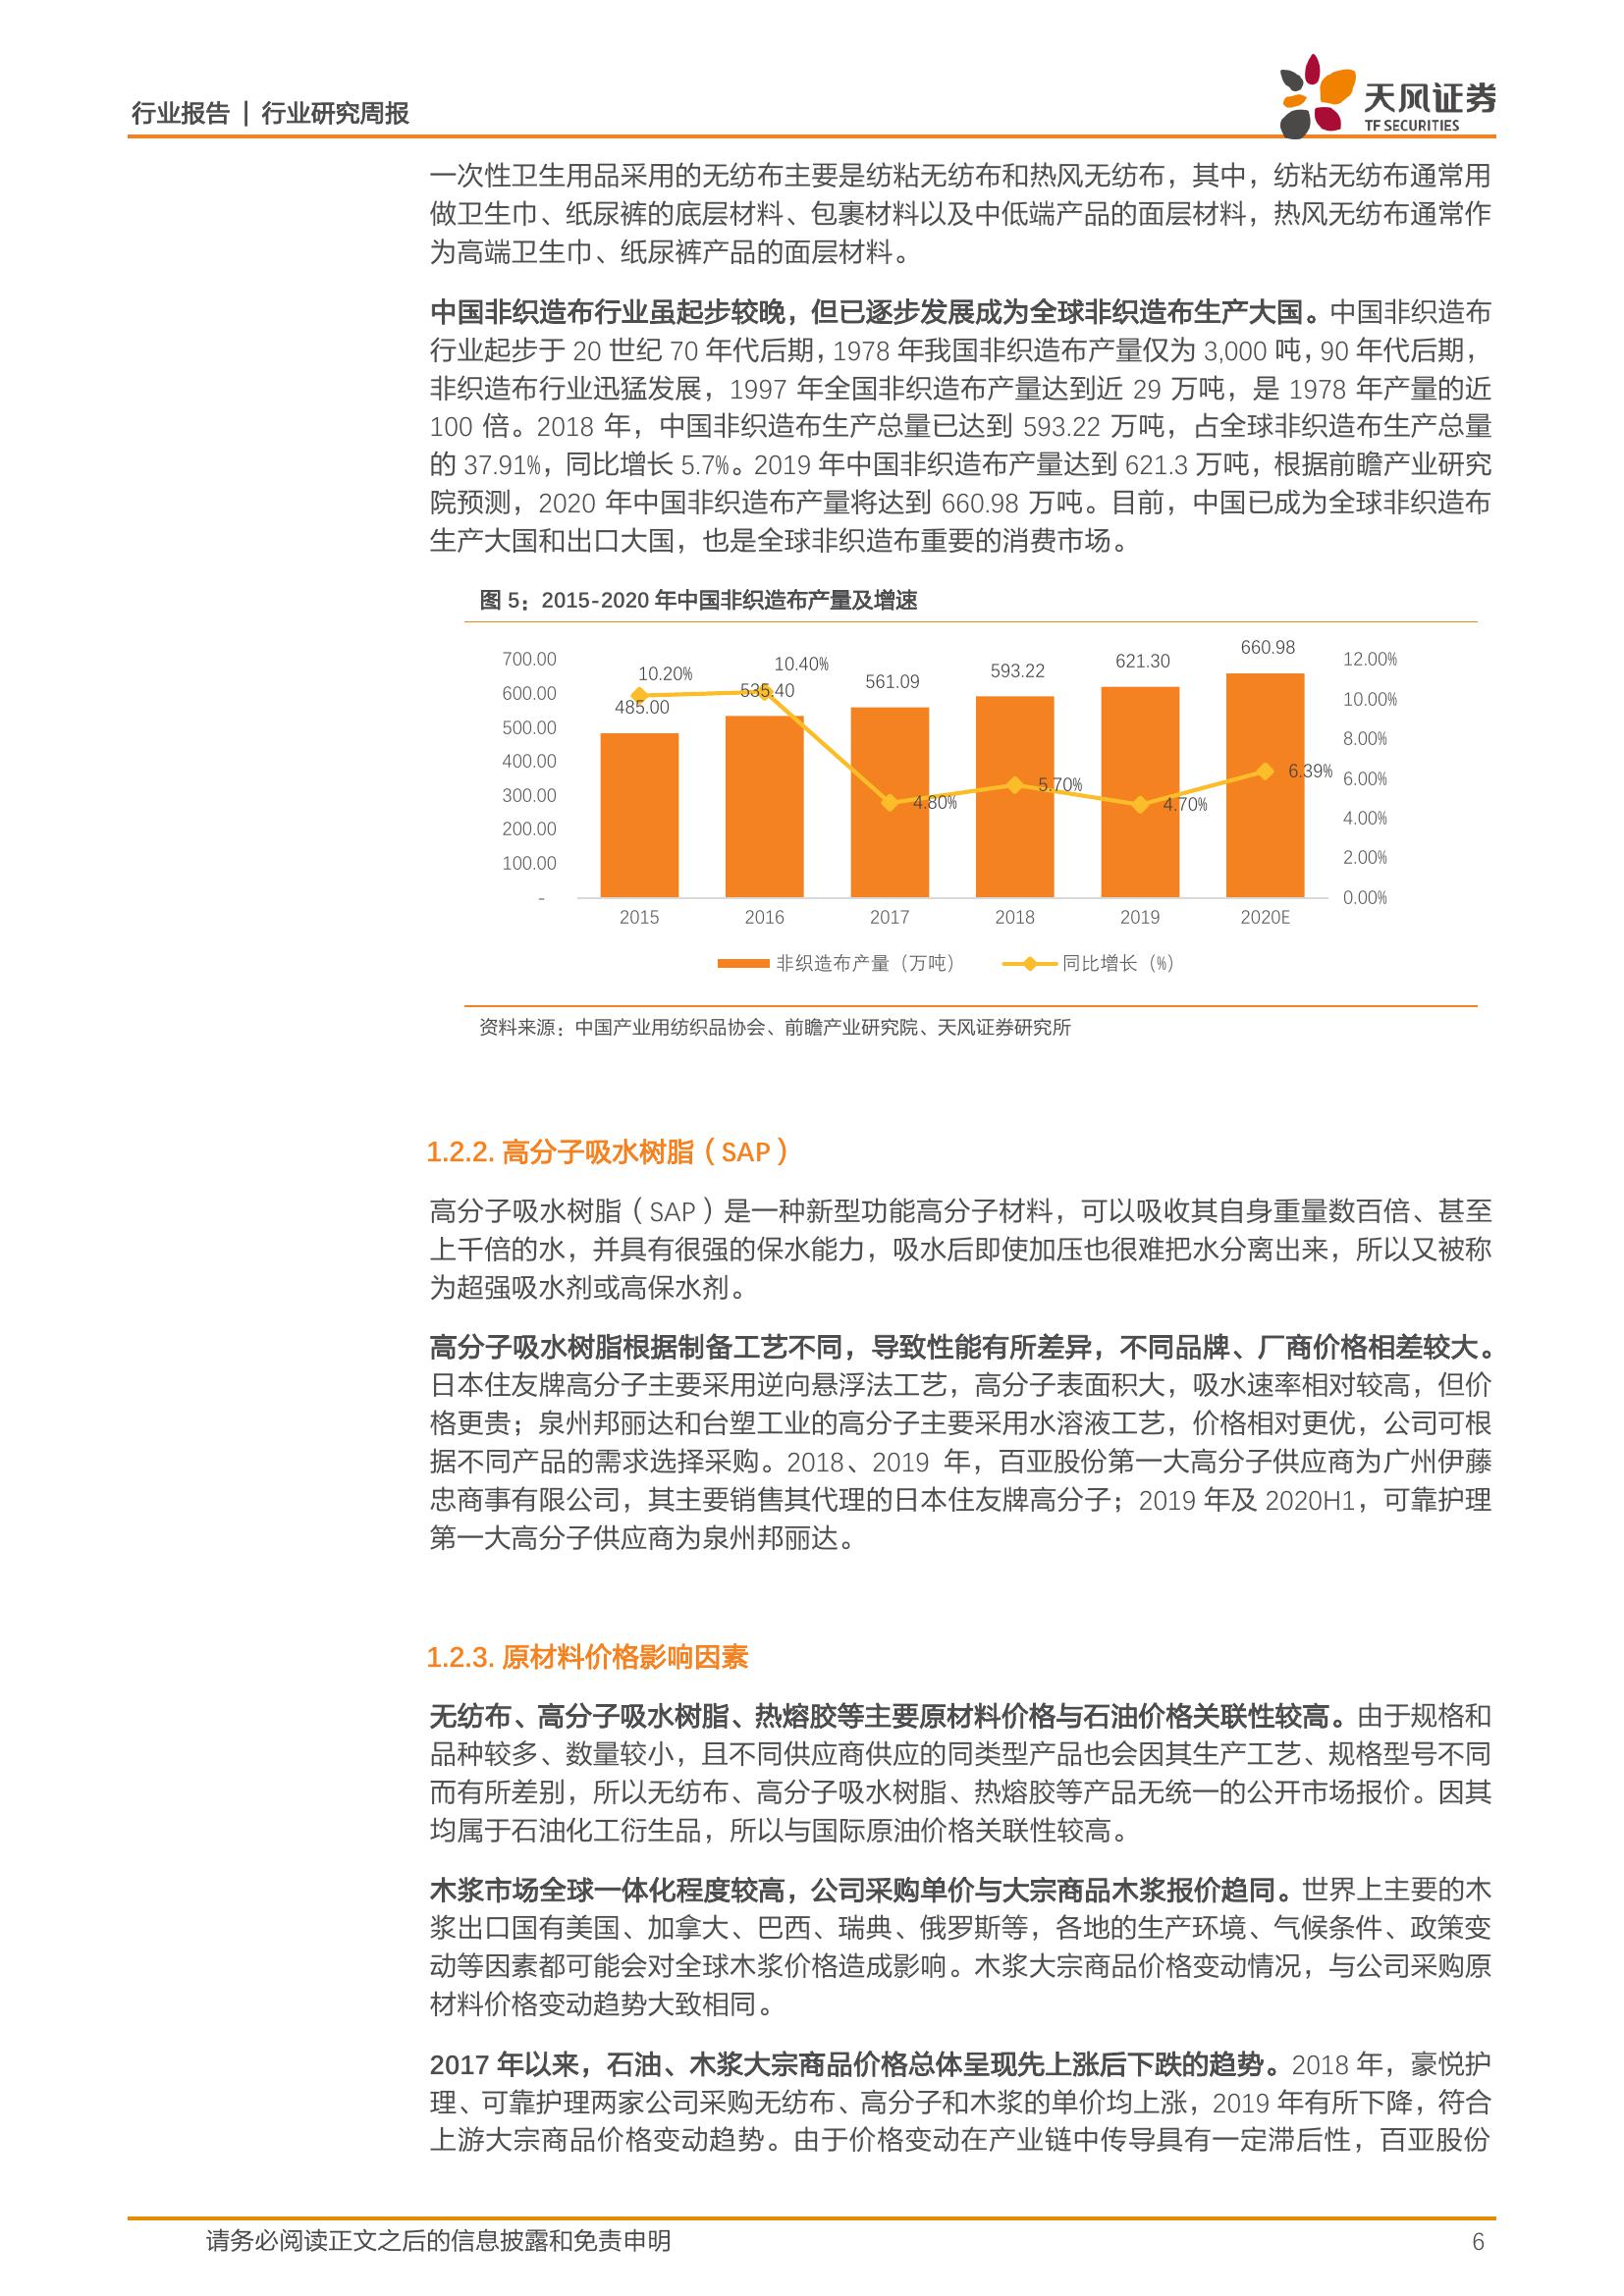 行业报告 | 行业研究周报
天风证券
TF SECURITIES
一次性卫生用品采用的无纺布主要是纺粘无纺布和热风无纺布，其中，纺粘无纺布通常用
做卫生巾、纸尿裤的底层材料、包裹材料以及中低端产品的面层材料，热风无纺布通常作
为高端卫生巾、纸尿裤产品的面层材料。
中国非织造布行业虽起步较晚，但已逐步发展成为全球非织造布生产大国。中国非织造布
行业起步于 20 世纪 70 年代后期，1978 年我国非织造布产量仅为 3,000 吨，90 年代后期，
非织造布行业迅猛发展，1997 年全国非织造布产量达到近 29 万吨，是 1978 年产量的近
100 倍。2018 年，中国非织造布生产总量已达到 593.22 万吨，占全球非织造布生产总量
的 37.91%，同比增长 5.7%。2019 年中国非织造布产量达到 621.3 万吨，根据前瞻产业研究
院预测，2020 年中国非织造布产量将达到 660.98 万吨。目前，中国已成为全球非织造布
生产大国和出口大国，也是全球非织造布重要的消费市场。
图 5：2015-2020 年中国非织造布产量及增速
700.00
600.00
500.00
400.00
300.00
200.00
100.00
-
10.20%
485.00
10.40%
535.40
561.09
4.80%
593.22
5.70%
621.30
4.70%
660.98
6.39%
12.00%
10.00%
8.00%
6.00%
4.00%
2.00%
0.00%
2015 2016 2017 2018 2019 2020E
非织造布产量（万吨） 同比增长（%）
资料来源：中国产业用纺织品协会、前瞻产业研究院、天风证券研究所
1.2.2. 高分子吸水树脂（SAP）
高分子吸水树脂（SAP）是一种新型功能高分子材料，可以吸收其自身重量数百倍、甚至
上千倍的水，并具有很强的保水能力，吸水后即使加压也很难把水分离出来，所以又被称
为超强吸水剂或高保水剂。
高分子吸水树脂根据制备工艺不同，导致性能有所差异，不同品牌、厂商价格相差较大。
日本住友牌高分子主要采用逆向悬浮法工艺，高分子表面积大，吸水速率相对较高，但价
格更贵；泉州邦丽达和台塑工业的高分子主要采用水溶液工艺，价格相对更优，公司可根
据不同产品的需求选择采购。2018、2019 年，百亚股份第一大高分子供应商为广州伊藤
忠商事有限公司，其主要销售其代理的日本住友牌高分子；2019 年及 2020H1，可靠护理
第一大高分子供应商为泉州邦丽达。
1.2.3. 原材料价格影响因素
无纺布、高分子吸水树脂、热熔胶等主要原材料价格与石油价格关联性较高。由于规格和
品种较多、数量较小，且不同供应商供应的同类型产品也会因其生产工艺、规格型号不同
而有所差别，所以无纺布、高分子吸水树脂、热熔胶等产品无统一的公开市场报价。因其
均属于石油化工衍生品，所以与国际原油价格关联性较高。
木浆市场全球一体化程度较高，公司采购单价与大宗商品木浆报价趋同。世界上主要的木
浆出口国有美国、加拿大、巴西、瑞典、俄罗斯等，各地的生产环境、气候条件、政策变
动等因素都可能会对全球木浆价格造成影响。木浆大宗商品价格变动情况，与公司采购原
材料价格变动趋势大致相同。
2017 年以来，石油、木浆大宗商品价格总体呈现先上涨后下跌的趋势。2018 年，豪悦护
理、可靠护理两家公司采购无纺布、高分子和木浆的单价均上涨，2019 年有所下降，符合
上游大宗商品价格变动趋势。由于价格变动在产业链中传导具有一定滞后性，百亚股份
请务必阅读正文之后的信息披露和免责申明
6